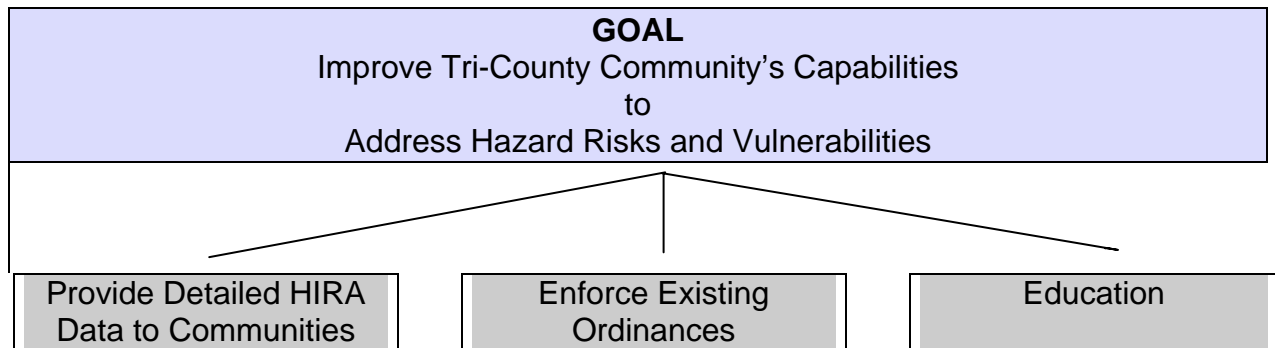 GOAL
Improve Tri-County Community's Capabilities
to
Address Hazard Risks and Vulnerabilities
Provide Detailed HIRA
Data to Communities
Enforce Existing
Ordinances
Education